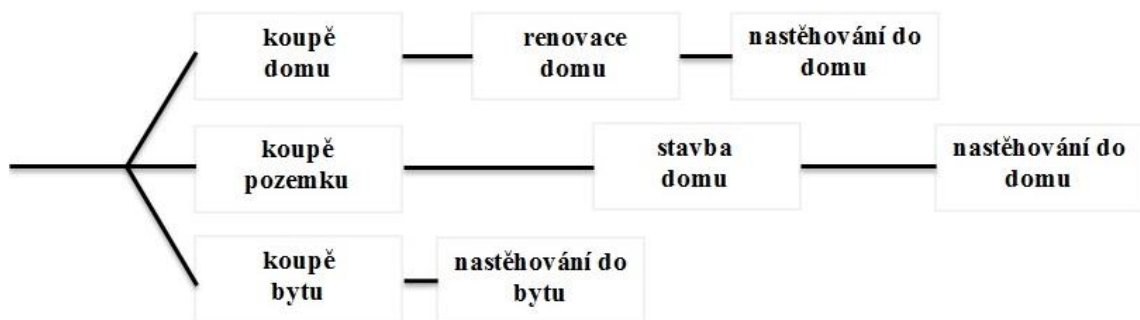 koupě
domu
renovace
domu
nastěhování do
domu
koupě
pozemku
stavba
domu
nastěhování do
domu
koupě
bytu
nastěhování do
bytu